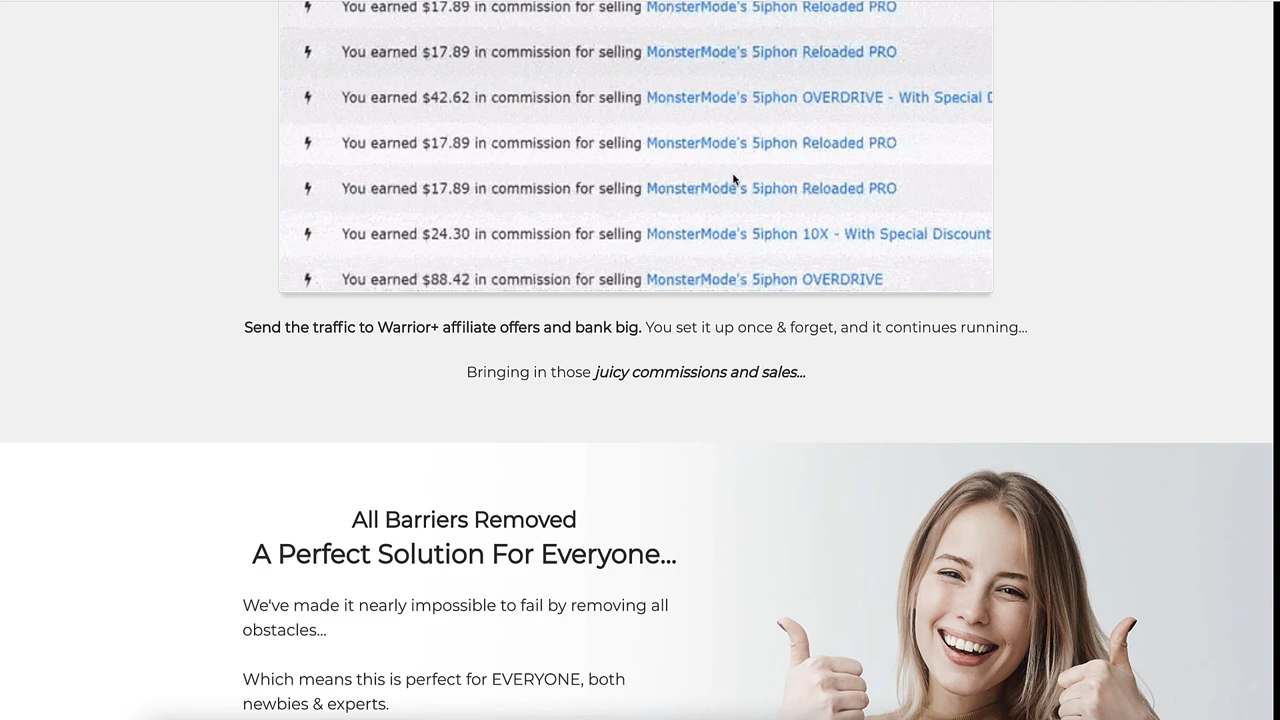 You earned $17.89 in commission for selling MonsterMode's 5iphon Reloaded PRO
You earned $17.89 in commission for selling MonsterMode's 5iphon Reloaded PRO
You earned $42.62 in commission for selling MonsterMode's 5iphon OVERDRIVE - With Special
You earned $17.89 in commission for selling MonsterMode's 5iphon Reloaded PRO
You earned $17.89 in commission for selling MonsterMode's 5iphon Reloaded PRO
You earned $24.30 in commission for selling MonsterMode's 5iphon 10X - With Special Discount
You earned $88.42 in commission for selling MonsterMode's 5iphon OVERDRIVE
Send the traffic to Warrior+ affiliate offers and bank big. You set it up once & forget, and it continues running...
Bringing in those juicy commissions and sales...
All Barriers Removed
A Perfect Solution For Everyone...
We've made it nearly impossible to fail by removing all
obstacles...
Which means this is perfect for EVERYONE, both
newbies & experts.